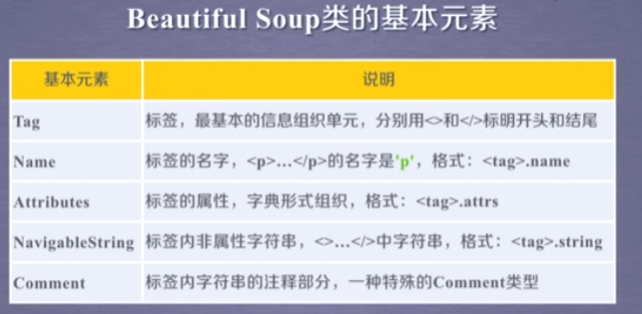 Beautiful Soup类的基本元素
基本元素 说明
Tag 标签，最基本的信息组织单元，分别用<>和</>标明开头和结尾
Name 标签的名字，<p>…</p>的名字是'p'，格式：<tag>.name
Attributes 标签的属性，字典形式组织，格式：<tag>.attrs
NavigableString 标签内非属性字符串，<>…</>中字符串，格式：<tag>.string
Comment 标签内字符串的注释部分，一种特殊的Comment类型